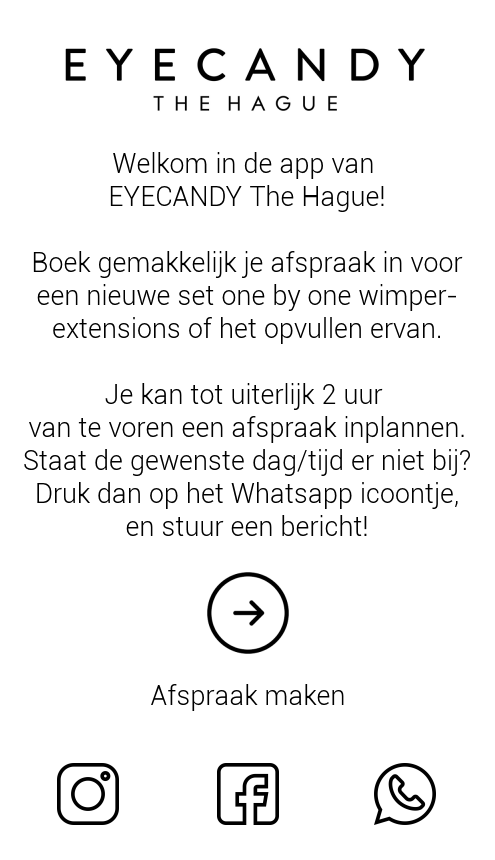 EYECANDY
THE HAGUE
Welkom in de app van
EYECANDY The Hague!
Boek gemakkelijk je afspraak in voor
een nieuwe set one by one wimper-
extensions of het opvullen ervan.
Je kan tot uiterlijk 2 uur
van te voren een afspraak inplannen.
Staat de gewenste dag/tijd er niet bij?
Druk dan op het Whatsapp icoontje,
en stuur een bericht!
Afspraak maken